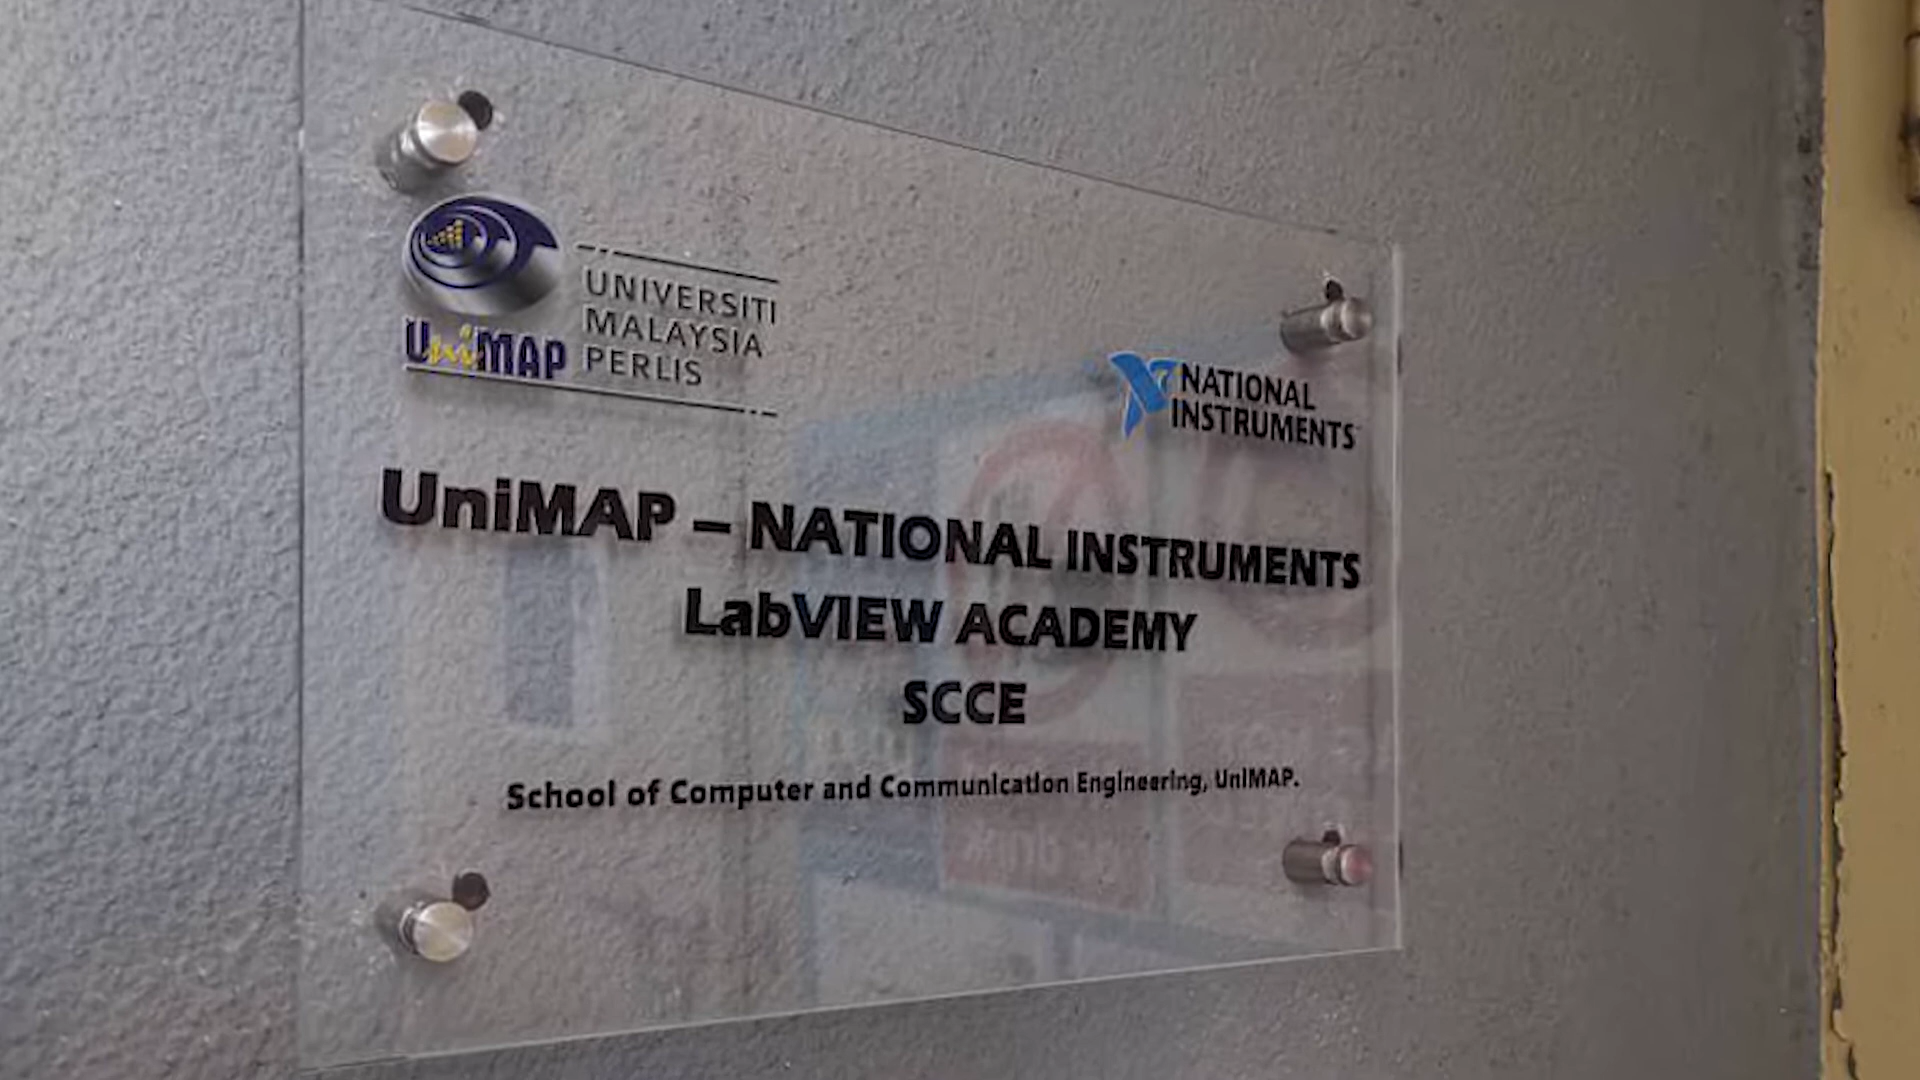 UniMAP
UNIVERSITI
MALAYSIA
PERLIS
NATIONAL
INSTRUMENTS
UniMAP – NATIONAL INSTRUMENTS
LabVIEW ACADEMY
SCCE
School of Computer and Communication Engineering, UniMAP.